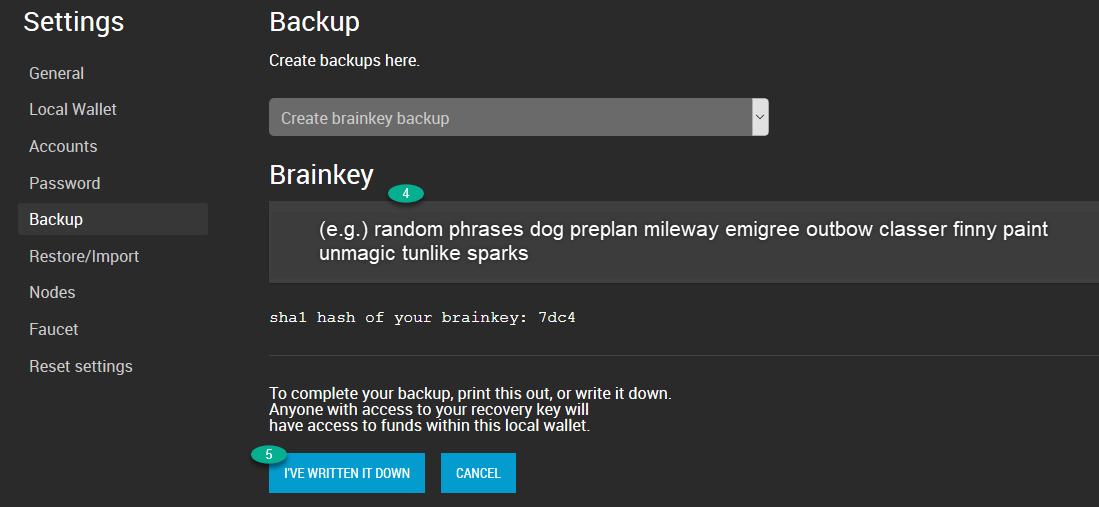 Settings
General
Local Wallet
Accounts
Password
Backup
Restore/Import
Nodes
Faucet
Reset settings
Backup
Create backups here.
Create brainkey backup
Brainkey
4
(e.g.) random phrases dog preplan mileway emigree outbow classer finny paint
unmagic tunlike sparks
sha1 hash of your brainkey: 7dc4
To complete your backup, print this out, or write it down.
Anyone with access to your recovery key will
have access to funds within this local wallet.
5
I'VE WRITTEN IT DOWN
CANCEL